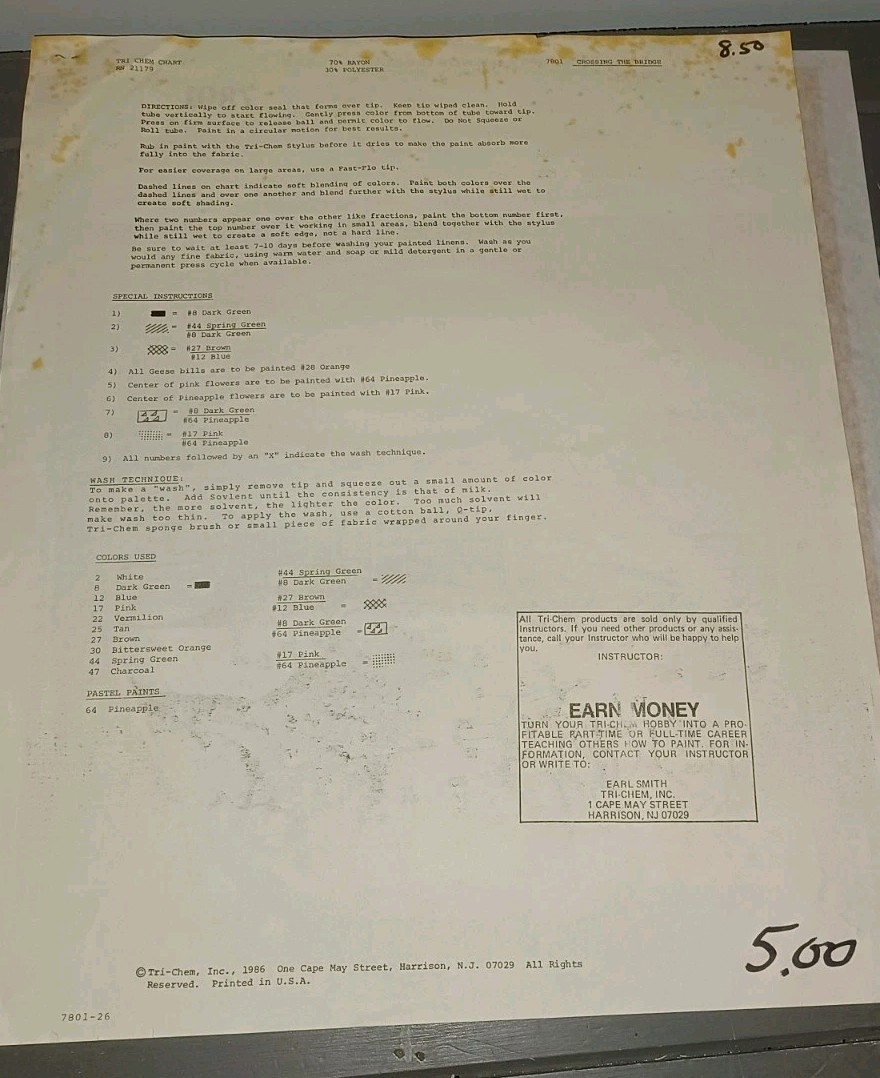 8.50
TRI CHEM CHART 70% RAYON 7801 CROSSING THE BRIDGE
21179 30% POLYESTER
DIRECTIONS: Wipe off color seal that forms over tip. Keep tip wiped clean. Hold
tube vertically to start flowing. Gently press color from bottom of tube toward tip.
Press on firm surface to release ball and permit color to flow. Do Not Squeeze or
Roll tube. Paint in a circular motion for best results.
Rub in paint with the Tri-Chem Stylus before it dries to make the paint absorb more
fully into the fabric.
For easier coverage on large areas, use a Fast-Flo tip.
Dashed lines on chart indicate soft blending of colors. Paint both colors over the
dashed lines and over one another and blend further with the stylus while still wet to
create soft shading.
Where two numbers appear one over the other like fractions, paint the bottom number first,
then paint the top number over it working in small areas, blend together with the stylus
while still wet to create a soft edge, not a hard line.
Be sure to wait at least 7-10 days before washing your painted linens. Wash as you
would any fine fabric, using warm water and soap or mild detergent in a gentle or
permanent press cycle when available.
SPECIAL INSTRUCTIONS
1) = #8 Dark Green
2) = #44 Spring Green
#8 Dark Green
3) = #27 Brown
#12 Blue
4) All Geese bills are to be painted #28 Orange
5) Center of pink flowers are to be painted with #64 Pineapple.
6) Center of Pineapple flowers are to be painted with #17 Pink.
7) = #8 Dark Green
#64 Pineapple
8) = #17 Pink
#64 Pineapple
9) All numbers followed by an "X" indicate the wash technique.
WASH TECHNIQUE:
To make a "wash", simply remove tip and squeeze out a small amount of color
onto palette. Add Sovlent until the consistency is that of milk.
Remember, the more solvent, the lighter the color. Too much solvent will
make wash too thin. To apply the wash, use a cotton ball, Q-tip,
Tri-Chem sponge brush or small piece of fabric wrapped around your finger.
COLORS USED
2 White
8 Dark Green =
12 Blue
17 Pink
22 Vermilion
25 Tan
27 Brown
30 Bittersweet Orange
44 Spring Green
47 Charcoal
#44 Spring Green
#8 Dark Green =
#27 Brown
#12 Blue =
#8 Dark Green
#64 Pineapple =
#17 Pink
#64 Pineapple =
PASTEL PAINTS
64 Pineapple
All Tri-Chem products are sold only by qualified
Instructors. If you need other products or any assis-
tance, call your Instructor who will be happy to help
you.
INSTRUCTOR:
EARN MONEY
TURN YOUR TRI-CHEM HOBBY INTO A PRO-
FITABLE PART-TIME OR FULL-TIME CAREER
TEACHING OTHERS HOW TO PAINT. FOR IN-
FORMATION, CONTACT YOUR INSTRUCTOR
OR WRITE TO:
EARL SMITH
TRI-CHEM, INC.
1 CAPE MAY STREET
HARRISON, NJ 07029
5.00
© Tri-Chem, Inc., 1986 One Cape May Street, Harrison, N.J. 07029 All Rights
Reserved. Printed in U.S.A.
7801-26